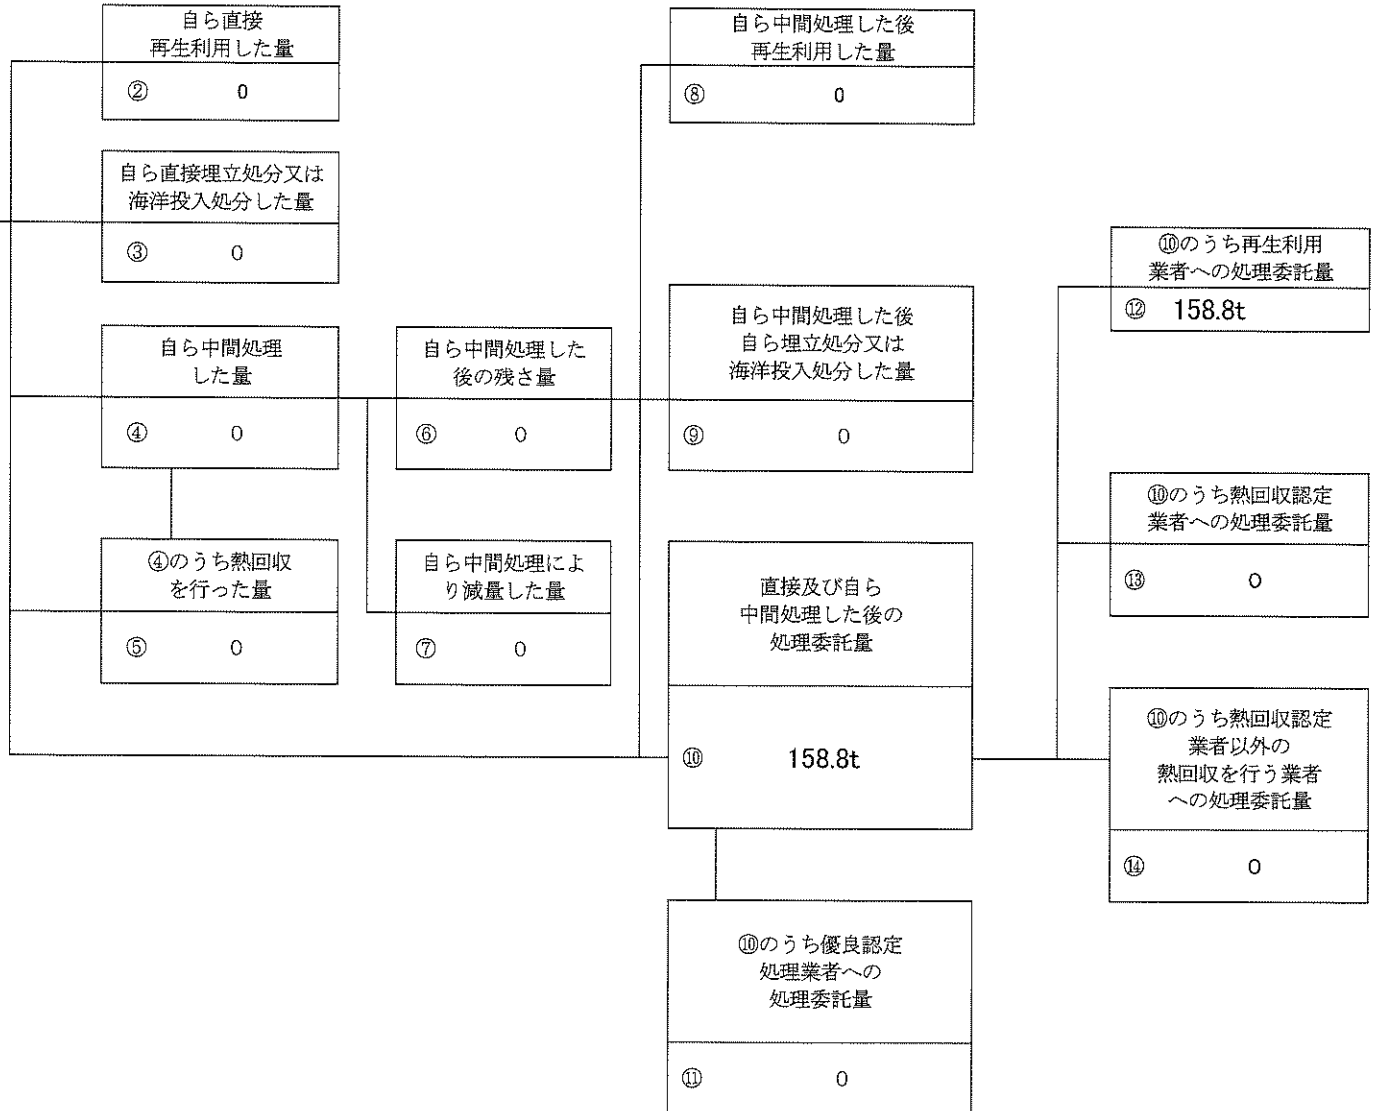 自ら直接
再生利用した量
② 0
自ら直接埋立処分又は
海洋投入処分した量
③ 0
自ら中間処理
した量
④ 0
④のうち熱回収
を行った量
⑤ 0
自ら中間処理した
後の残さ量
⑥ 0
自ら中間処理によ
り減量した量
⑦ 0
自ら中間処理した後
再生利用した量
⑧ 0
自ら中間処理した後
自ら埋立処分又は
海洋投入処分した量
⑨ 0
直接及び自ら
中間処理した後の
処理委託量
⑩ 158.8t
⑩のうち優良認定
処理業者への
処理委託量
⑪ 0
⑩のうち再生利用
業者への処理委託量
⑫ 158.8t
⑩のうち熱回収認定
業者への処理委託量
⑬ 0
⑩のうち熱回収認定
業者以外の
熱回収を行う業者
への処理委託量
⑭ 0